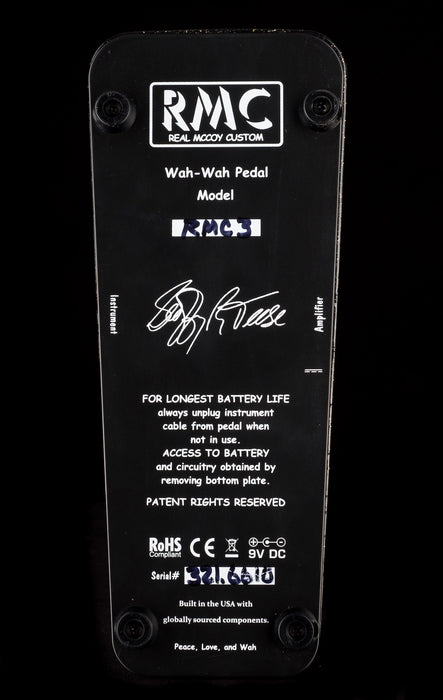 RMC
REAL MCCOY CUSTOM
Wah-Wah Pedal
Model
RMC3
Instrument
Amplifier
FOR LONGEST BATTERY LIFE
always unplug instrument
cable from pedal when
not in use.
ACCESS TO BATTERY
and circuitry obtained by
removing bottom plate.
PATENT RIGHTS RESERVED
RoHS
Compliant
CE
9V DC
Serial#
Built in the USA with
globally sourced components.
Peace, Love, and Wah